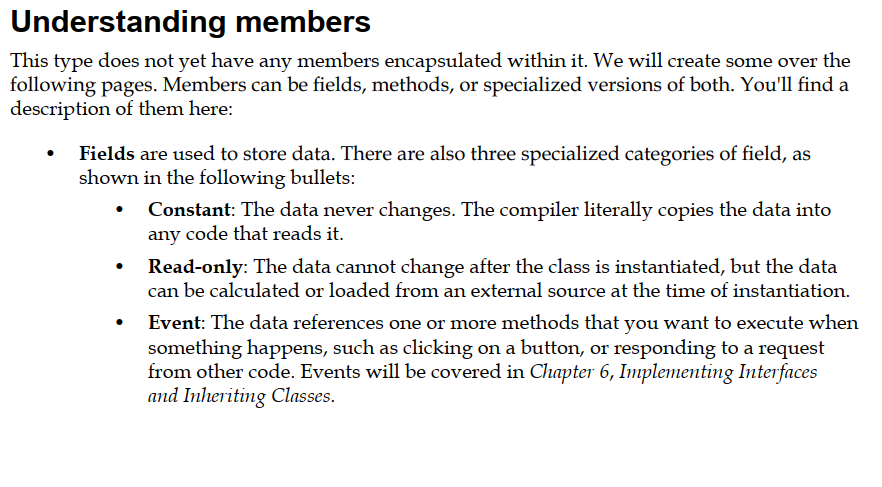 Understanding members
This type does not yet have any members encapsulated within it. We will create some over the
following pages. Members can be fields, methods, or specialized versions of both. You'll find a
description of them here:
• Fields are used to store data. There are also three specialized categories of field, as
shown in the following bullets:
• Constant: The data never changes. The compiler literally copies the data into
any code that reads it.
• Read-only: The data cannot change after the class is instantiated, but the data
can be calculated or loaded from an external source at the time of instantiation.
• Event: The data references one or more methods that you want to execute when
something happens, such as clicking on a button, or responding to a request
from other code. Events will be covered in Chapter 6, Implementing Interfaces
and Inheriting Classes.